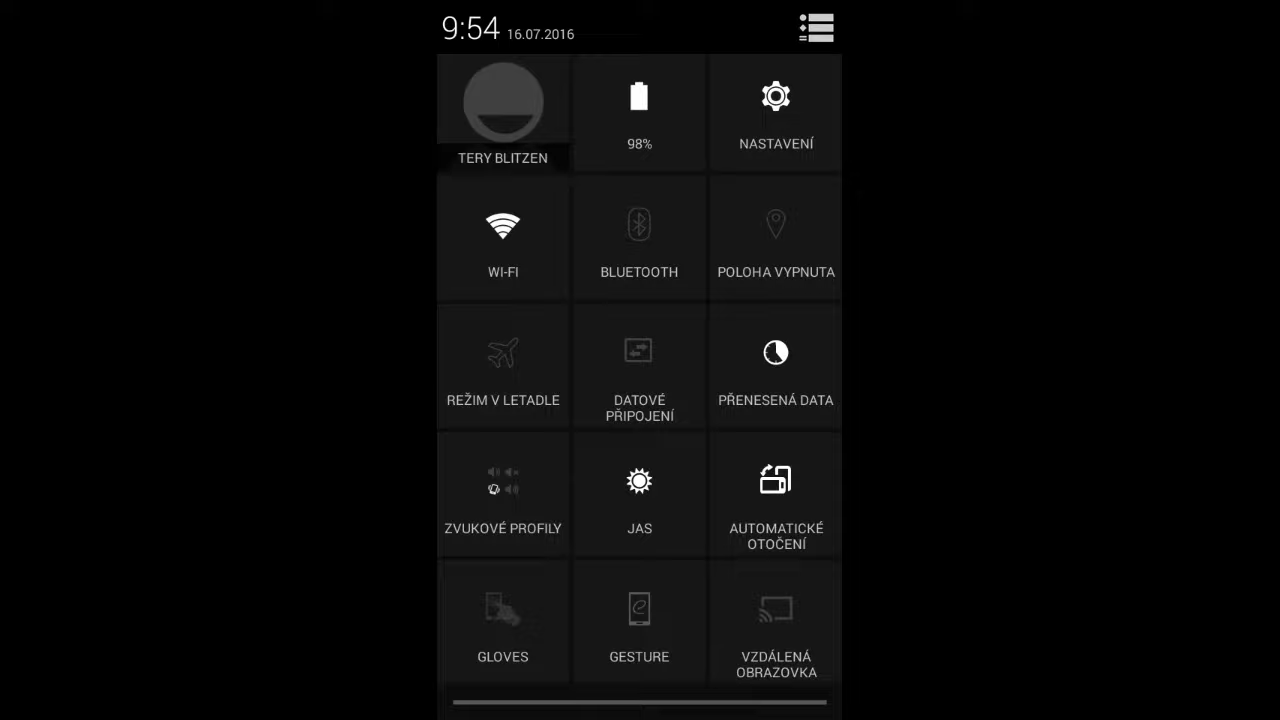 9:54 16.07.2016
TERY BLITZEN
98%
NASTAVENÍ
WI-FI
BLUETOOTH
POLOHA VYPNUTA
REŽIM V LETADLE
DATOVÉ
PŘIPOJENÍ
PŘENESENÁ DATA
ZVUKOVÉ PROFILY
JAS
AUTOMATICKÉ
OTOČENÍ
GLOVES
GESTURE
VZDÁLENÁ
OBRAZOVKA